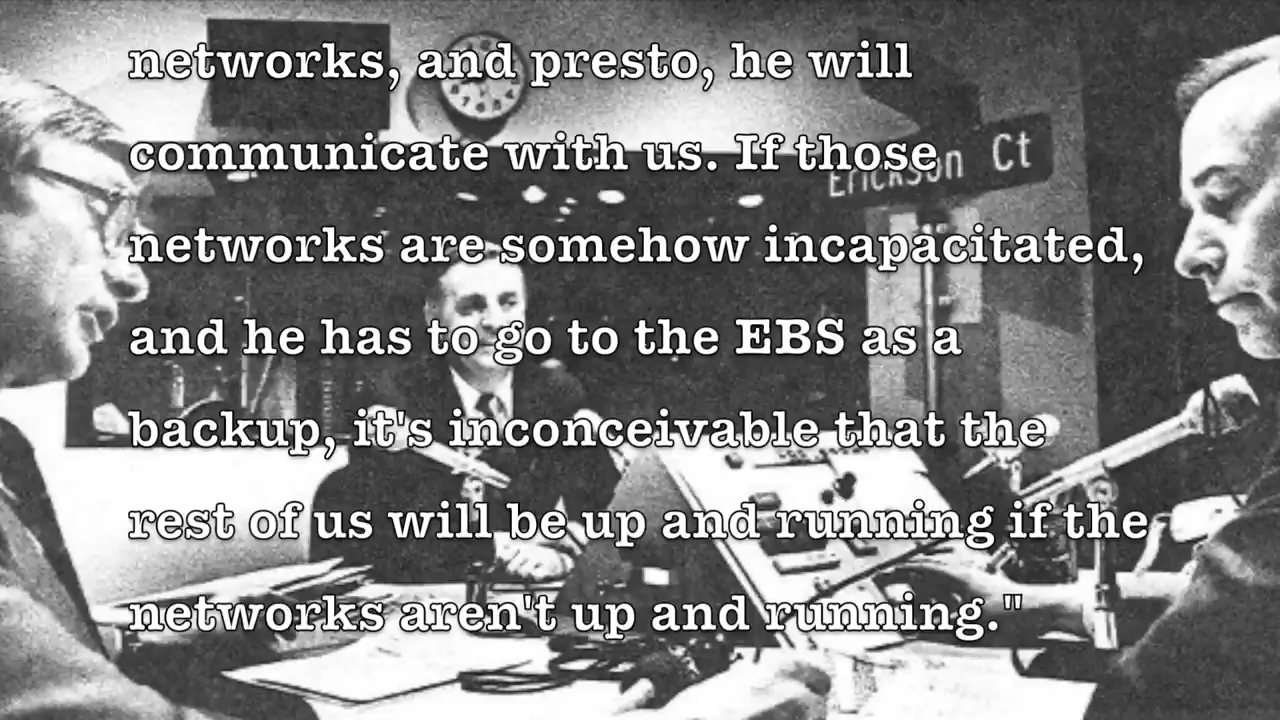 networks, and presto, he will
communicate with us. If those
Erickson Ct
networks are somehow incapacitated,
and he has to go to the EBS as a
backup, it's inconceivable that the
rest of us will be up and running if the
networks aren't up and running."